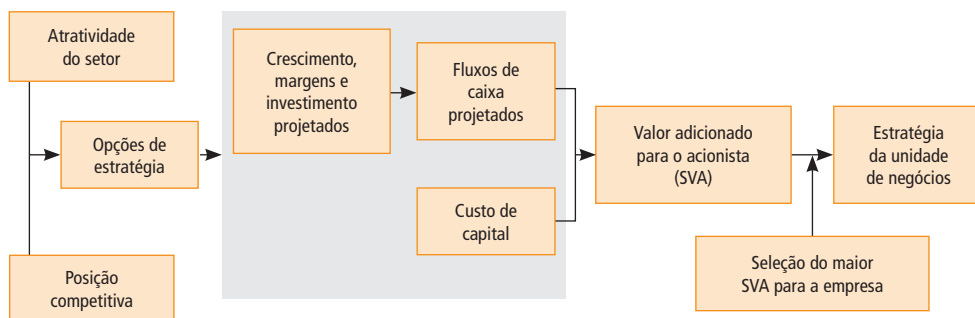 Atratividade
do setor
Opções de
estratégia
Posição
competitiva
Crescimento,
margens e
investimento
projetados
Fluxos de
caixa
projetados
Custo de
capital
Valor adicionado
para o acionista
(SVA)
Estratégia
da unidade
de negócios
Seleção do maior
SVA para a empresa